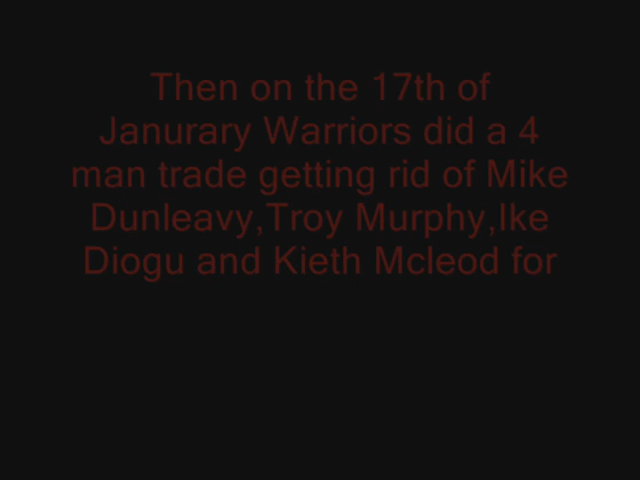 Then on the 17th of
Janurary Warriors did a 4
man trade getting rid of Mike
Dunleavy,Troy Murphy,Ike
Diogu and Kieth Mcleod for